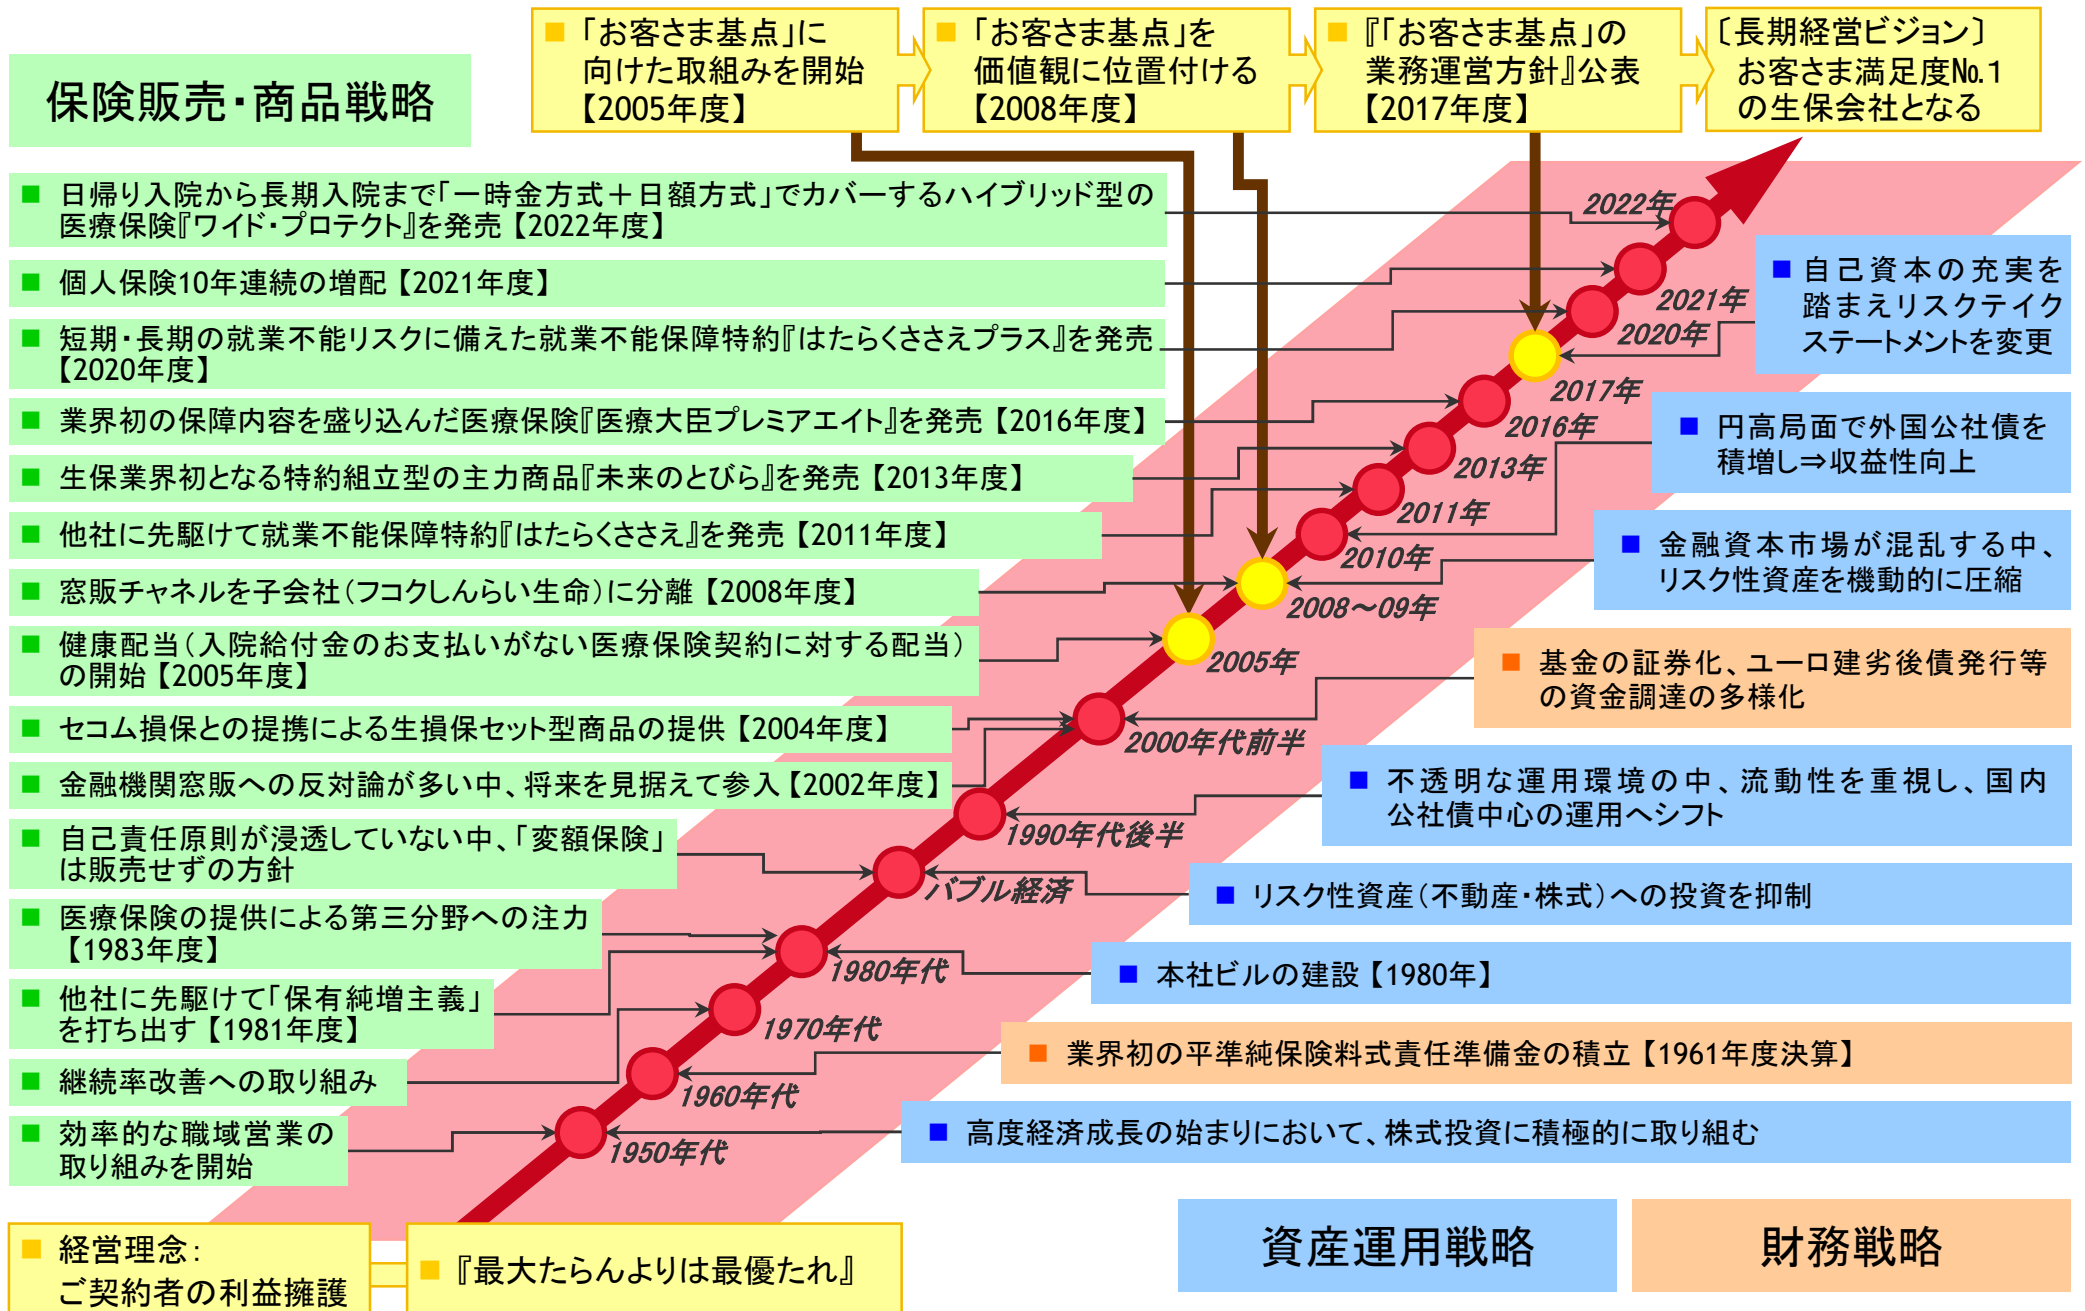 ■「お客さま基点」に
向けた取組みを開始
【2005年度】
■「お客さま基点」を
価値観に位置付ける
【2008年度】
■『「お客さま基点」の
業務運営方針』公表
【2017年度】
〔長期経営ビジョン〕
お客さま満足度№1
の生保会社となる
保険販売・商品戦略
■ 日帰り入院から長期入院まで「一時金方式＋日額方式」でカバーするハイブリッド型の
医療保険『ワイド・プロテクト』を発売【2022年度】
■ 個人保険10年連続の増配【2021年度】
■ 短期・長期の就業不能リスクに備えた就業不能保障特約『はたらくささえプラス』を発売
【2020年度】
■ 業界初の保障内容を盛り込んだ医療保険『医療大臣プレミアエイト』を発売【2016年度】
■ 生保業界初となる特約組立型の主力商品『未来のとびら』を発売【2013年度】
■ 他社に先駆けて就業不能保障特約『はたらくささえ』を発売【2011年度】
■ 窓販チャネルを子会社（フコクしんらい生命）に分離【2008年度】
■ 健康配当（入院給付金のお支払いがない医療保険契約に対する配当）
の開始【2005年度】
■ セコム損保との提携による生損保セット型商品の提供【2004年度】
■ 金融機関窓販への反対論が多い中、将来を見据えて参入【2002年度】
■ 自己責任原則が浸透していない中、「変額保険」
は販売せずの方針
■ 医療保険の提供による第三分野への注力
【1983年度】
■ 他社に先駆けて「保有純増主義」
を打ち出す【1981年度】
■ 継続率改善への取り組み
■ 効率的な職域営業の
取り組みを開始
2022年
2021年
2020年
2017年
2016年
2013年
2011年
2010年
2008～09年
2005年
2000年代前半
1990年代後半
バブル経済
1980年代
1970年代
1960年代
1950年代
■ 自己資本の充実を
踏まえリスクテイク
ステートメントを変更
■ 円高局面で外国公社債を
積増し⇒収益性向上
■ 金融資本市場が混乱する中、
リスク性資産を機動的に圧縮
■ 基金の証券化、ユーロ建劣後債発行等
の資金調達の多様化
■ 不透明な運用環境の中、流動性を重視し、国内
公社債中心の運用へシフト
■ リスク性資産（不動産・株式）への投資を抑制
■ 本社ビルの建設【1980年】
■ 業界初の平準純保険料式責任準備金の積立【1961年度決算】
■ 高度経済成長の始まりにおいて、株式投資に積極的に取り組む
■ 経営理念：
ご契約者の利益擁護
■『最大たらんよりは最優たれ』
資産運用戦略
財務戦略